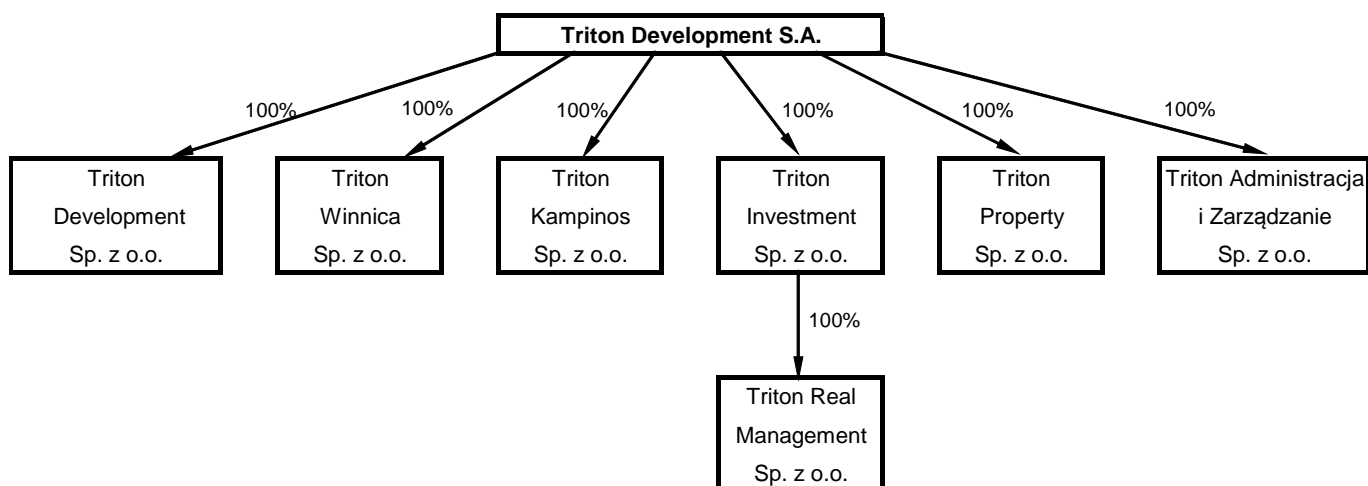 Triton Development S.A.
100%
100%
100%
100%
100%
100%
Triton
Development
Sp. z o.o.
Triton
Winnica
Sp. z o.o.
Triton
Kampinos
Sp. z o.o.
Triton
Investment
Sp. z o.o.
Triton
Property
Sp. z o.o.
Triton Administracja
i Zarządzanie
Sp. z o.o.
100%
Triton Real
Management
Sp. z o.o.